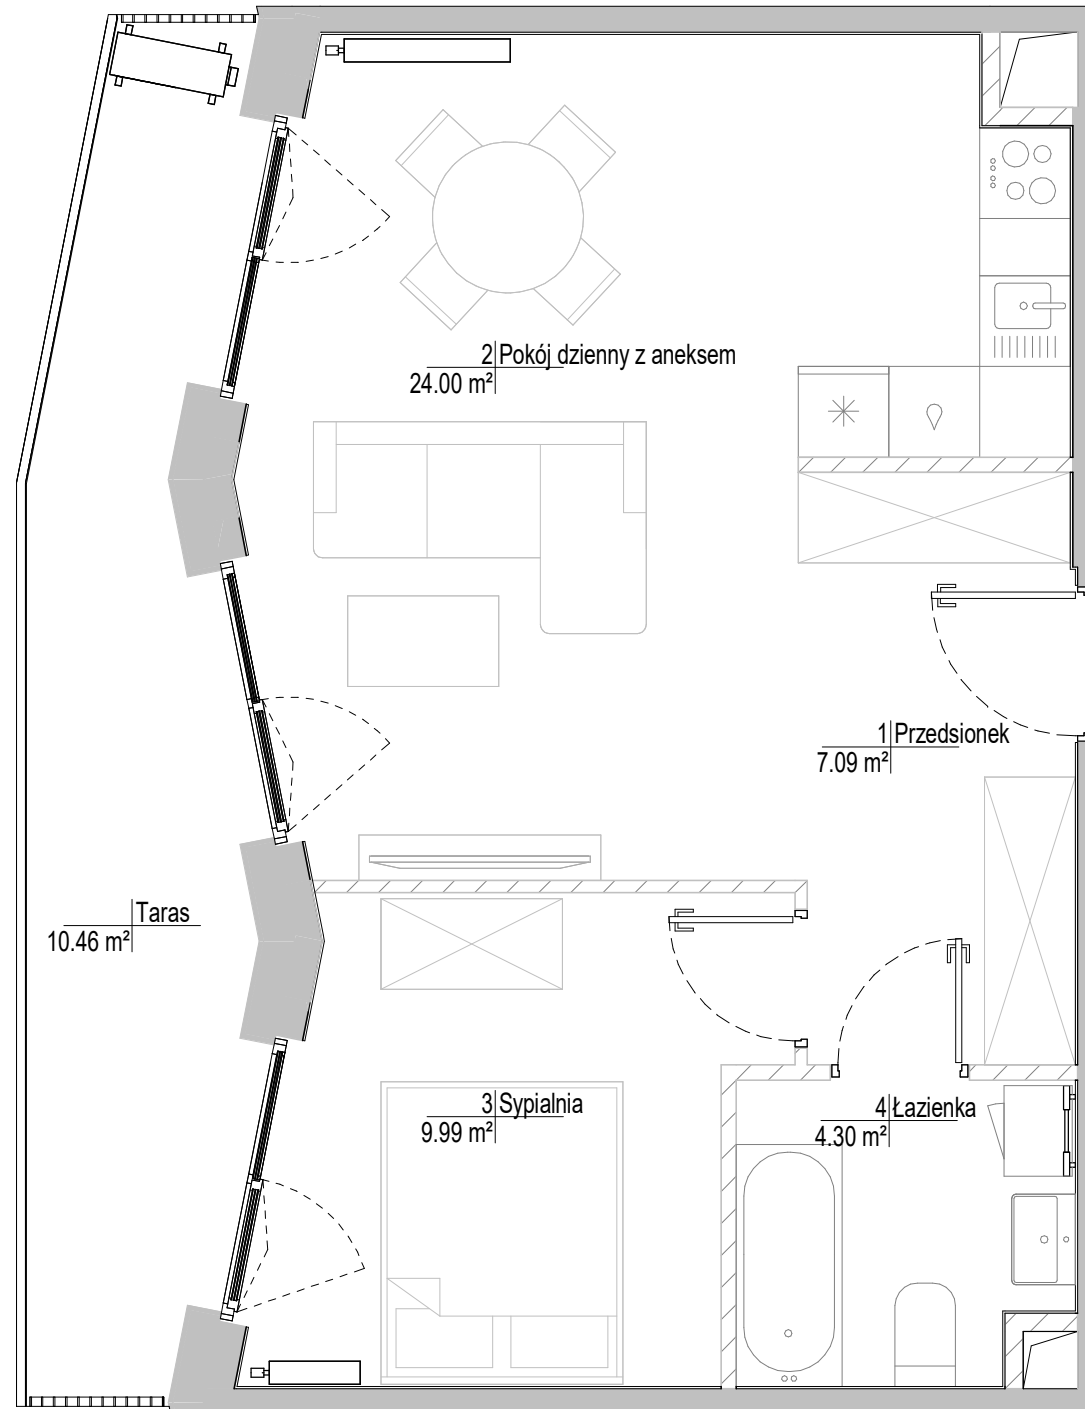 2 Pokój dzienny z aneksem
24.00 m²
1 Przedsionek
7.09 m²
Taras
10.46 m²
3 Sypialnia
9.99 m²
4 Łazienka
4.30 m²